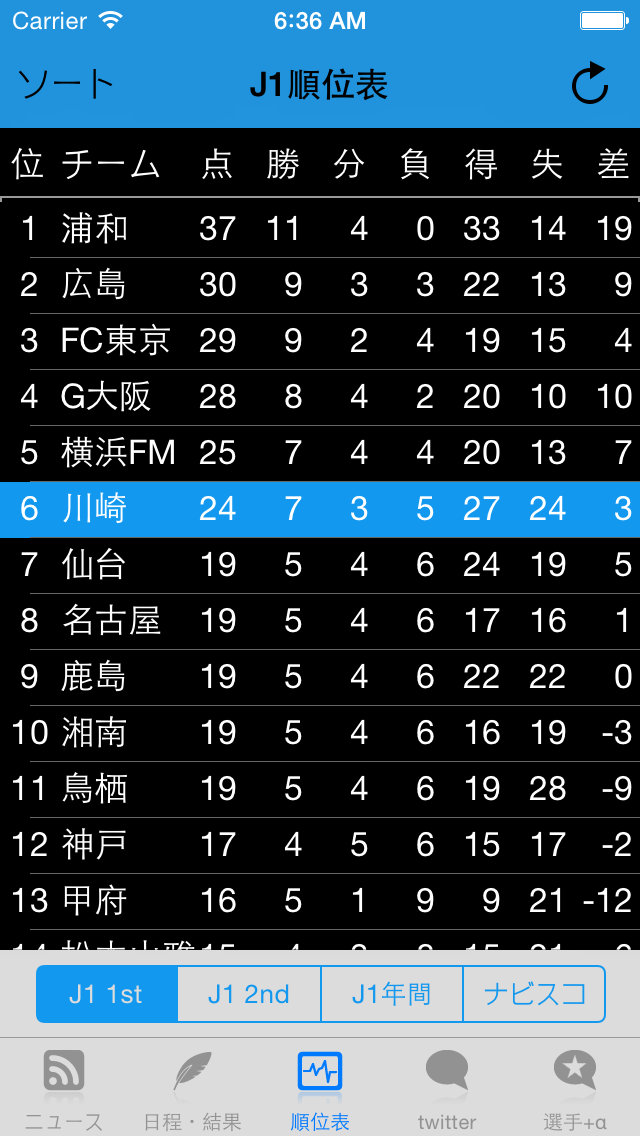 Carrier 6:36 AM
ソート J1順位表
位 チーム 点 勝 分 負 得 失 差
1 浦和 37 11 4 0 33 14 19
2 広島 30 9 3 3 22 13 9
3 FC東京 29 9 2 4 19 15 4
4 G大阪 28 8 4 2 20 10 10
5 横浜FM 25 7 4 4 20 13 7
6 川崎 24 7 3 5 27 24 3
7 仙台 19 5 4 6 24 19 5
8 名古屋 19 5 4 6 17 16 1
9 鹿島 19 5 4 6 22 22 0
10 湘南 19 5 4 6 16 19 -3
11 鳥栖 19 5 4 6 19 28 -9
12 神戸 17 4 5 6 15 17 -2
13 甲府 16 5 1 9 9 21 -12
J1 1st J1 2nd J1年間 ナビスコ
ニュース 日程・結果 順位表 twitter 選手+α